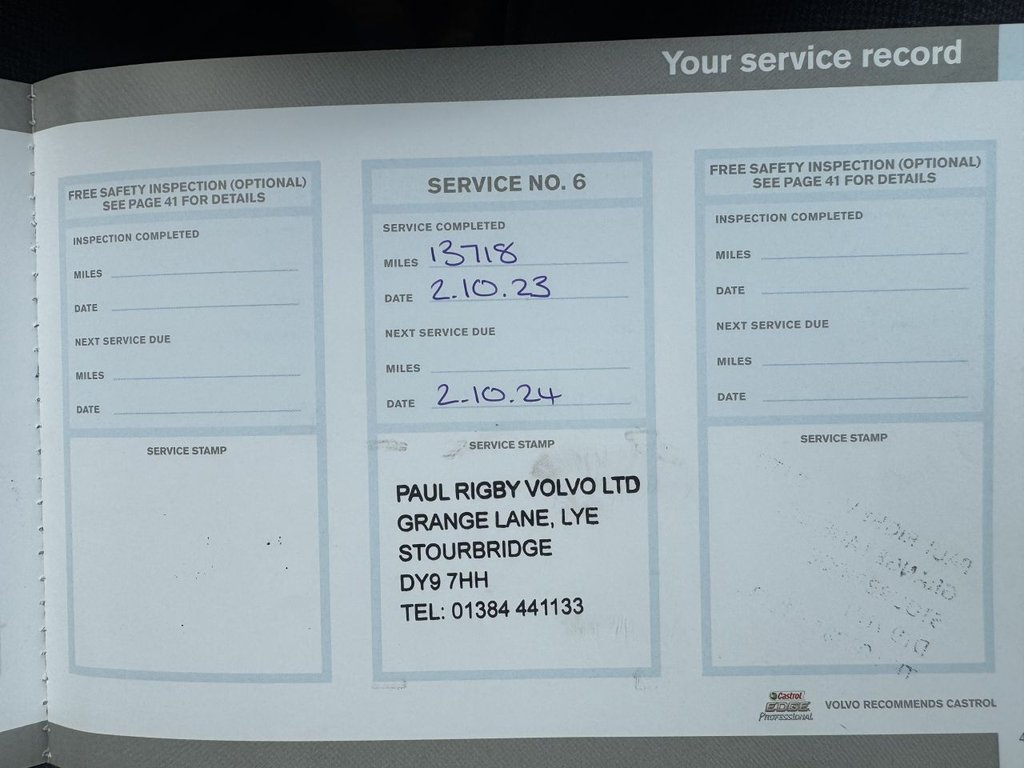 Your service record
FREE SAFETY INSPECTION (OPTIONAL)
SEE PAGE 41 FOR DETAILS
INSPECTION COMPLETED
MILES
DATE
NEXT SERVICE DUE
MILES
DATE
SERVICE STAMP
SERVICE NO. 6
SERVICE COMPLETED
MILES 13718
DATE 2.10.23
NEXT SERVICE DUE
MILES
DATE 2.10.24
SERVICE STAMP
PAUL RIGBY VOLVO LTD
GRANGE LANE, LYE
STOURBRIDGE
DY9 7HH
TEL: 01384 441133
FREE SAFETY INSPECTION (OPTIONAL)
SEE PAGE 41 FOR DETAILS
INSPECTION COMPLETED
MILES
DATE
NEXT SERVICE DUE
MILES
DATE
SERVICE STAMP
Castrol
EDGE
PROFESSIONAL
VOLVO RECOMMENDS CASTROL